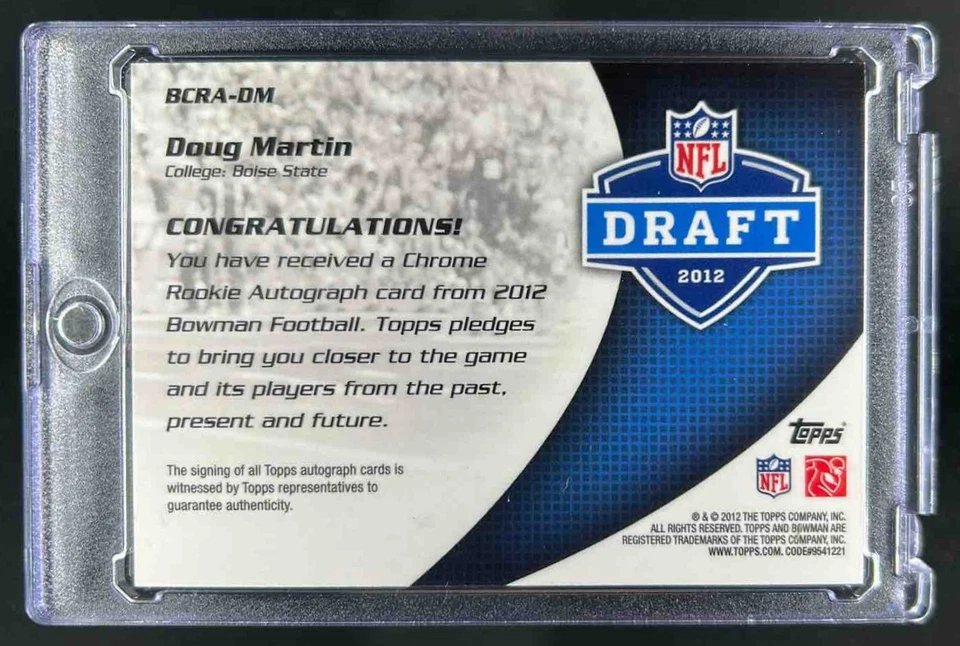 BCRA-DM
Doug Martin
College: Boise State
CONGRATULATIONS!
You have received a Chrome
Rookie Autograph card from 2012
Bowman Football. Topps pledges
to bring you closer to the game
and its players from the past,
present and future.
The signing of all Topps autograph cards is
witnessed by Topps representatives to
guarantee authenticity.
NFL
DRAFT
2012
topps
NFL
® & © 2012 THE TOPPS COMPANY, INC.
ALL RIGHTS RESERVED. TOPPS AND BOWMAN ARE
REGISTERED TRADEMARKS OF THE TOPPS COMPANY, INC.
WWW.TOPPS.COM. CODE#9541221